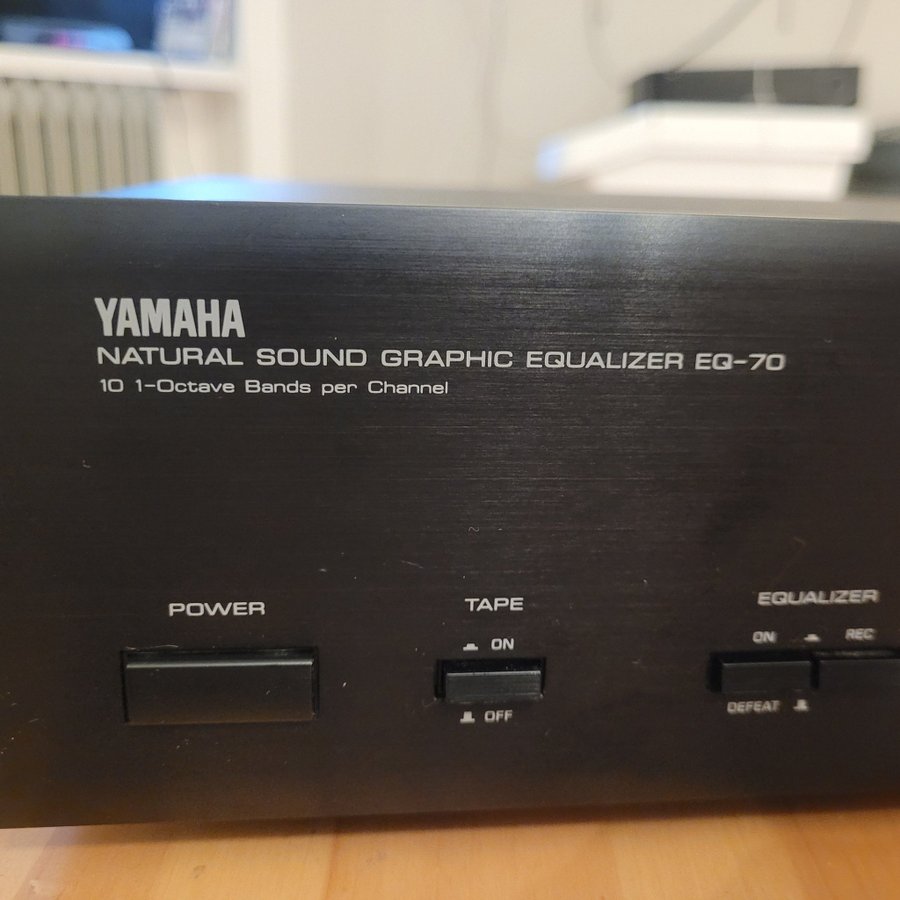 YAMAHA
NATURAL SOUND GRAPHIC EQUALIZER EQ-70
10 1-Octave Bands per Channel
POWER
TAPE
ON
OFF
EQUALIZER
ON
REC
DEFEAT